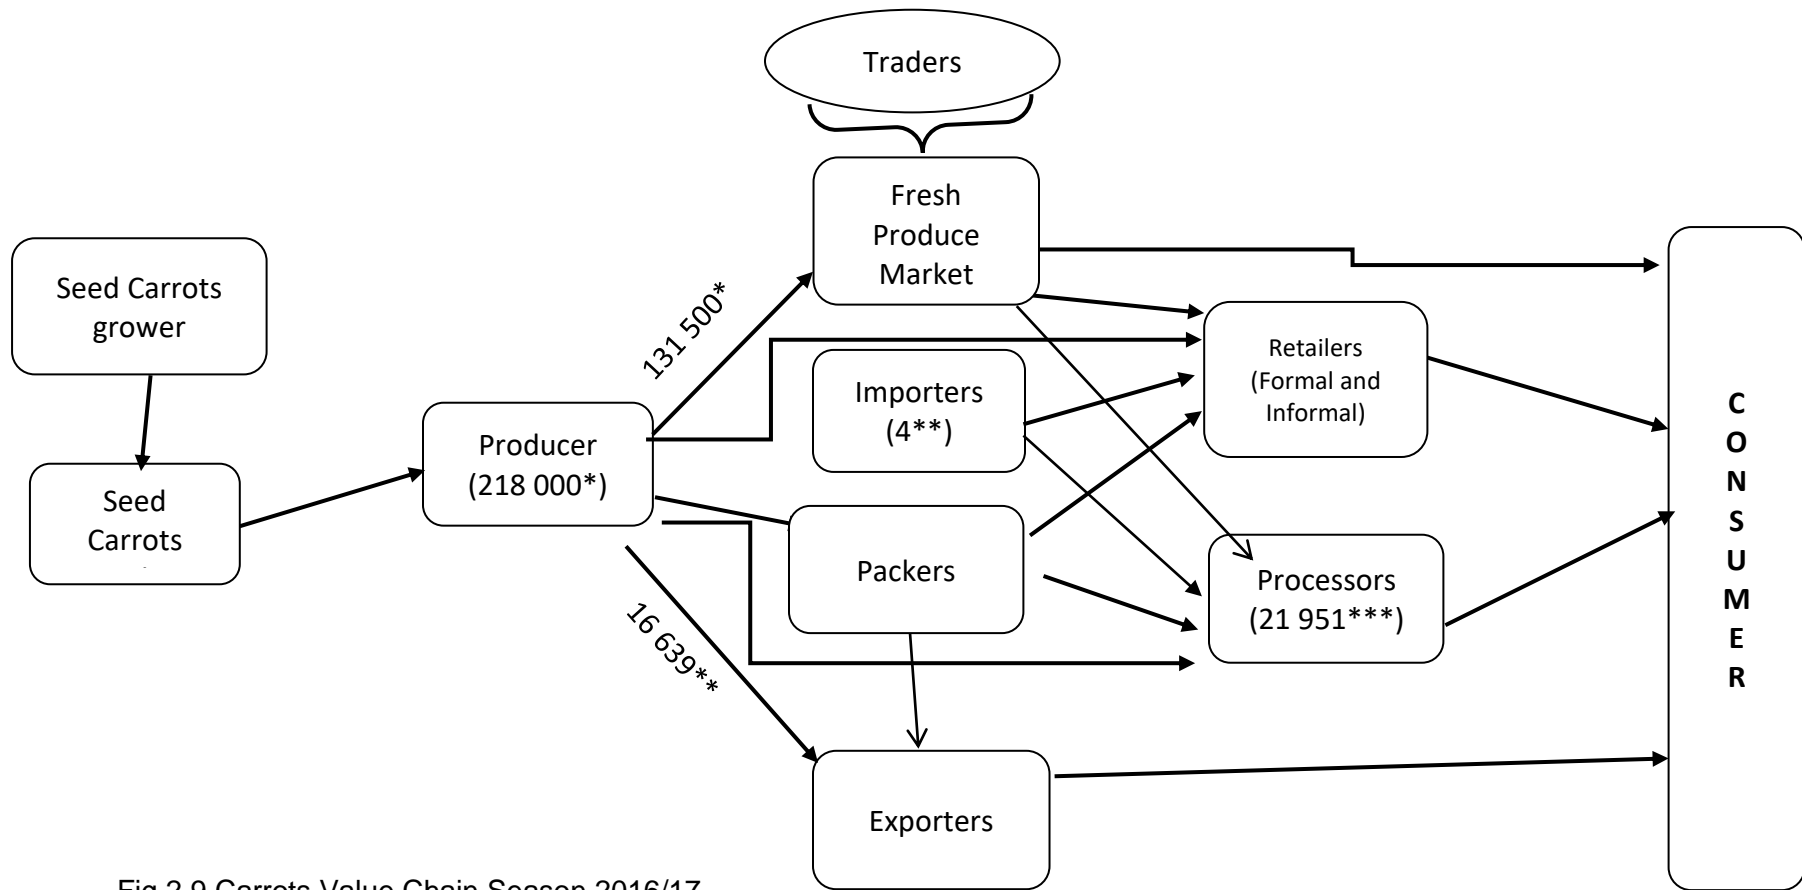 Traders
Fresh
Produce
Market
Seed Carrots
grower
131 500*
Retailers
(Formal and
Informal)
Importers
(4**)
Producer
(218 000*)
Seed
Carrots
Packers
Processors
(21 951***)
16 639**
Exporters
C
O
N
S
U
M
E
R
Fig 2.9 Carrots Value Chain Season 2016/17